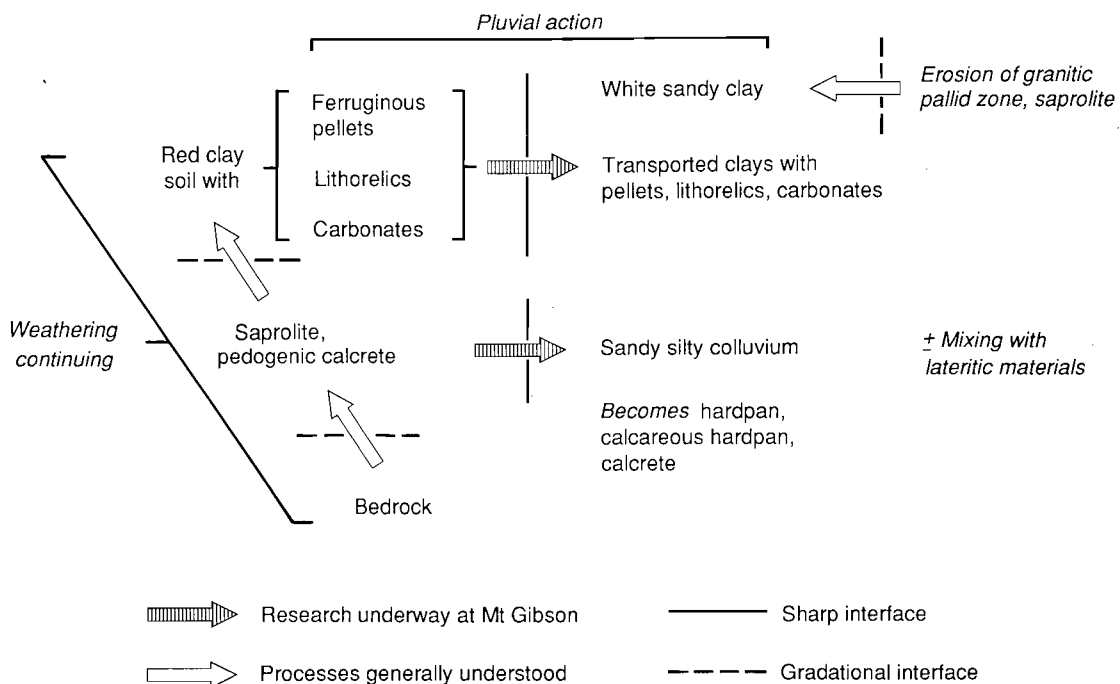 Pluvial action
Ferruginous
pellets
Red clay
soil with
Lithorelics
Carbonates
White sandy clay
Erosion of granitic
pallid zone, saprolite
Transported clays with
pellets, lithorelics, carbonates
Weathering
continuing
Saprolite,
pedogenic calcrete
Sandy silty colluvium
± Mixing with
lateritic materials
Becomes hardpan,
calcareous hardpan,
calcrete
Bedrock
Research underway at Mt Gibson
Sharp interface
Processes generally understood
Gradational interface